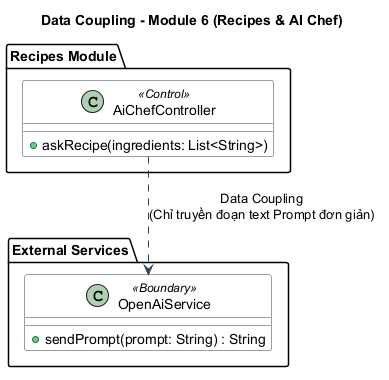 Data Coupling - Module 6 (Recipes & AI Chef)
Recipes Module
C
«Control»
AiChefController
askRecipe(ingredients: List<String>)
Data Coupling
(Chỉ truyền đoạn text Prompt đơn giản)
External Services
C
«Boundary»
OpenAiService
sendPrompt(prompt: String) : String